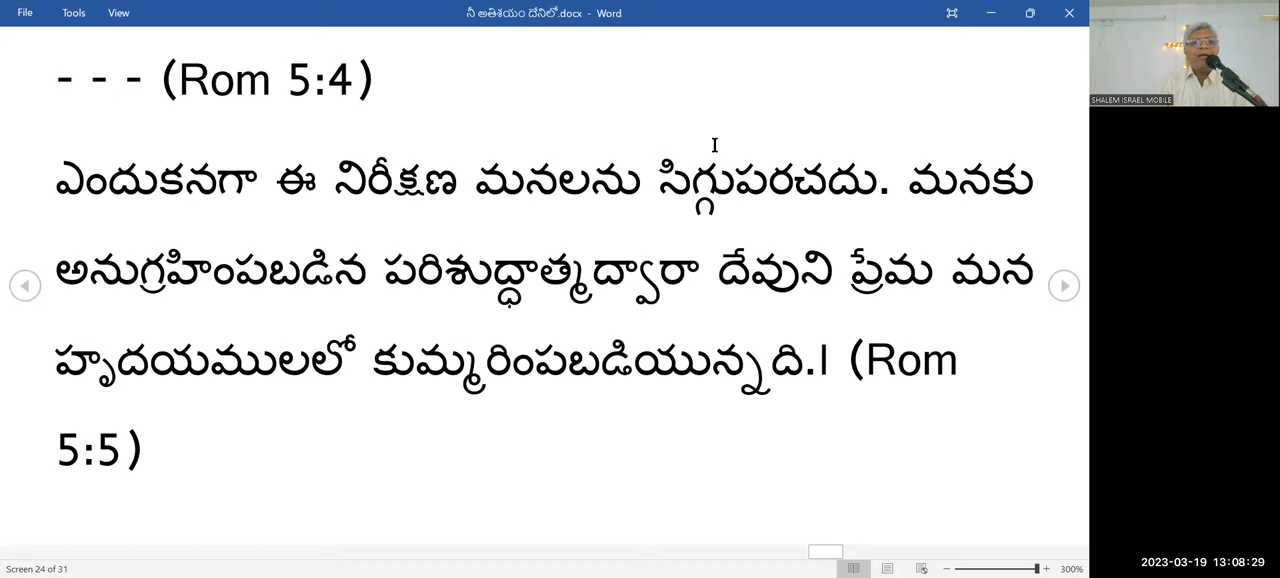 File Tools View నీ అతిశయం దేనిలో.docx - Word
- - - (Rom 5:4)
ఎందుకనగా ఈ నిరీక్షణ మనలను సిగ్గుపరచదు. మనకు
అనుగ్రహింపబడిన పరిశుద్ధాత్మద్వారా దేవుని ప్రేమ మన
హృదయములలో కుమ్మరింపబడియున్నది.| (Rom
5:5)
SHALEM ISRAEL MOBILE
Screen 24 of 31
300%
2023-03-19 13:08:29